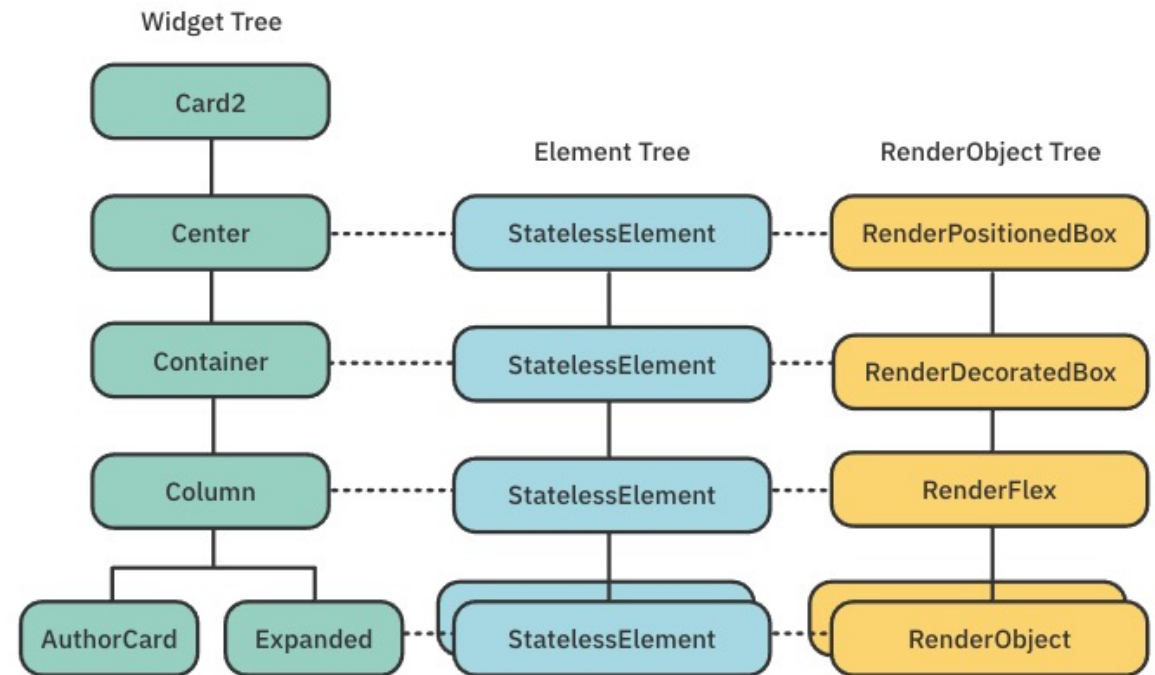 Widget Tree
Card2
Element Tree
RenderObject Tree
Center
StatelessElement
RenderPositionedBox
Container
StatelessElement
RenderDecoratedBox
Column
StatelessElement
RenderFlex
AuthorCard
Expanded
StatelessElement
RenderObject